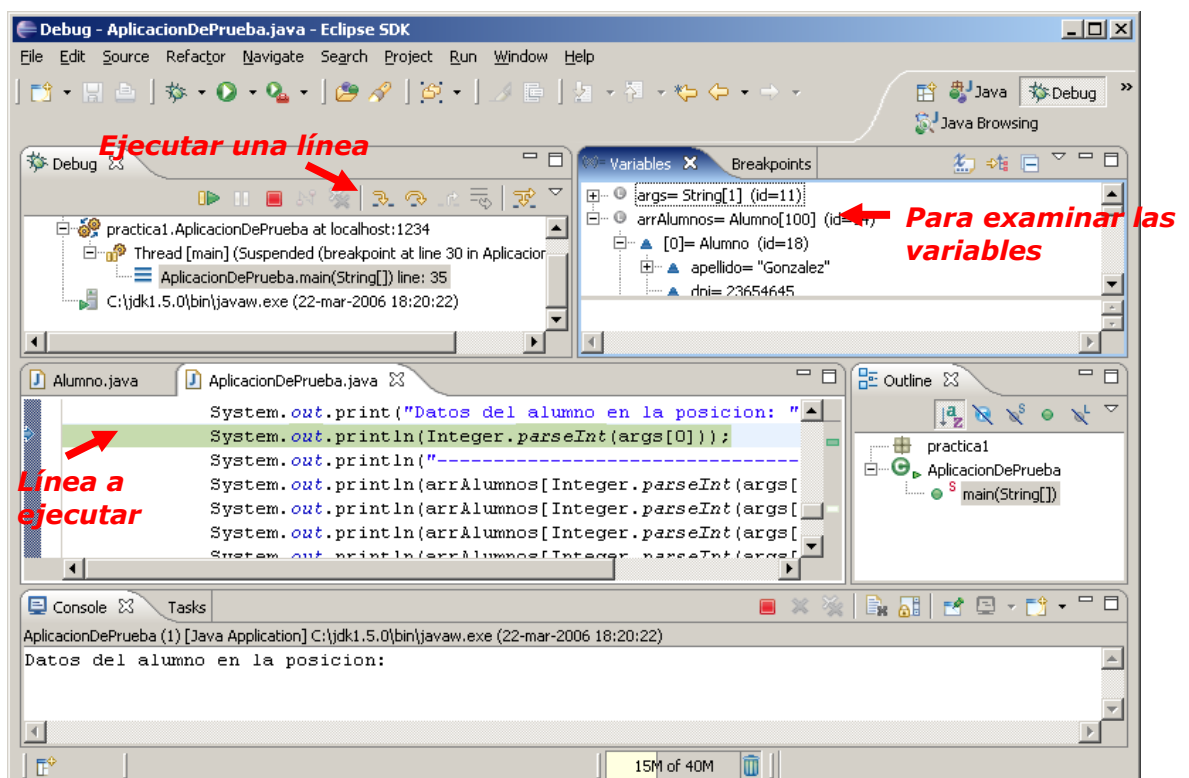 Debug - AplicacionDePrueba.java - Eclipse SDK
File Edit Source Refactor Navigate Search Project Run Window Help
Java Debug »
Java Browsing
Ejecutar una línea
Debug
Variables Breakpoints
args= String[1] (id=11)
arrAlumnos= Alumno[100] (id=
[0]= Alumno (id=18)
apellido= "Gonzalez"
dni= 23654645
Para examinar las
variables
practica1.AplicacionDePrueba at localhost:1234
Thread [main] (Suspended (breakpoint at line 30 in Aplicacior
AplicacionDePrueba.main(String[]) line: 35
C:\jdk1.5.0\bin\javaw.exe (22-mar-2006 18:20:22)
Alumno.java AplicacionDePrueba.java
System.out.print("Datos del alumno en la posicion: "
System.out.println(Integer.parseInt(args[0]));
System.out.println("---------------------------------
System.out.println(arrAlumnos[Integer.parseInt(args[
System.out.println(arrAlumnos[Integer.parseInt(args[
System.out.println(arrAlumnos[Integer.parseInt(args[
System.out.println(arrAlumnos[Integer.parseInt(args[
Línea a
ejecutar
Outline
practica1
AplicacionDePrueba
main(String[])
Console Tasks
AplicacionDePrueba (1) [Java Application] C:\jdk1.5.0\bin\javaw.exe (22-mar-2006 18:20:22)
Datos del alumno en la posicion:
15M of 40M